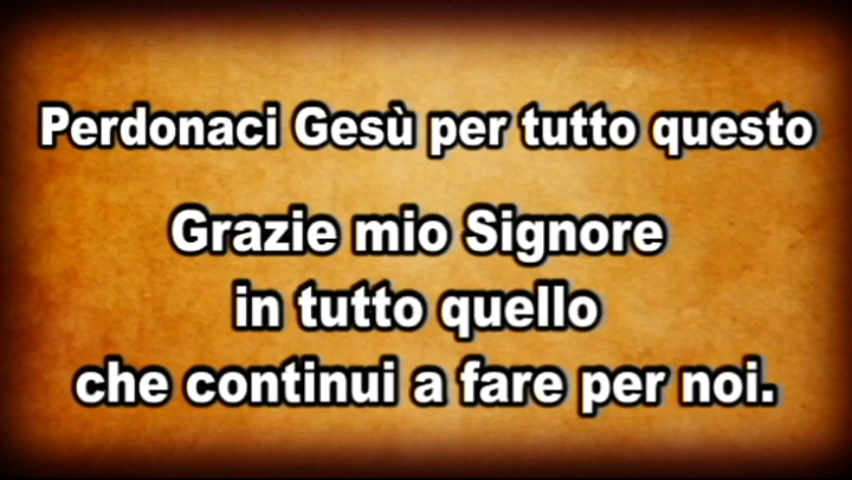 Perdonaci Gesù per tutto questo
Grazie mio Signore
in tutto quello
che continui a fare per noi.